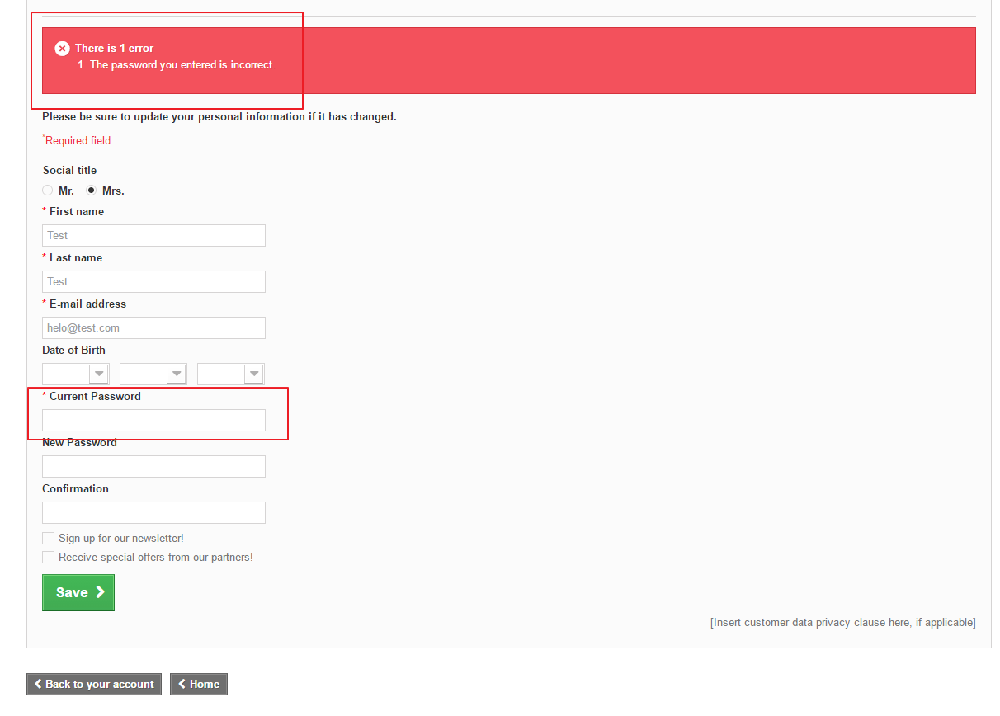 There is 1 error
1. The password you entered is incorrect.
Please be sure to update your personal information if it has changed.
*Required field
Social title
Mr. Mrs.
* First name
Test
* Last name
Test
* E-mail address
helo@test.com
Date of Birth
- - -
* Current Password
New Password
Confirmation
Sign up for our newsletter!
Receive special offers from our partners!
Save
[Insert customer data privacy clause here, if applicable]
Back to your account Home